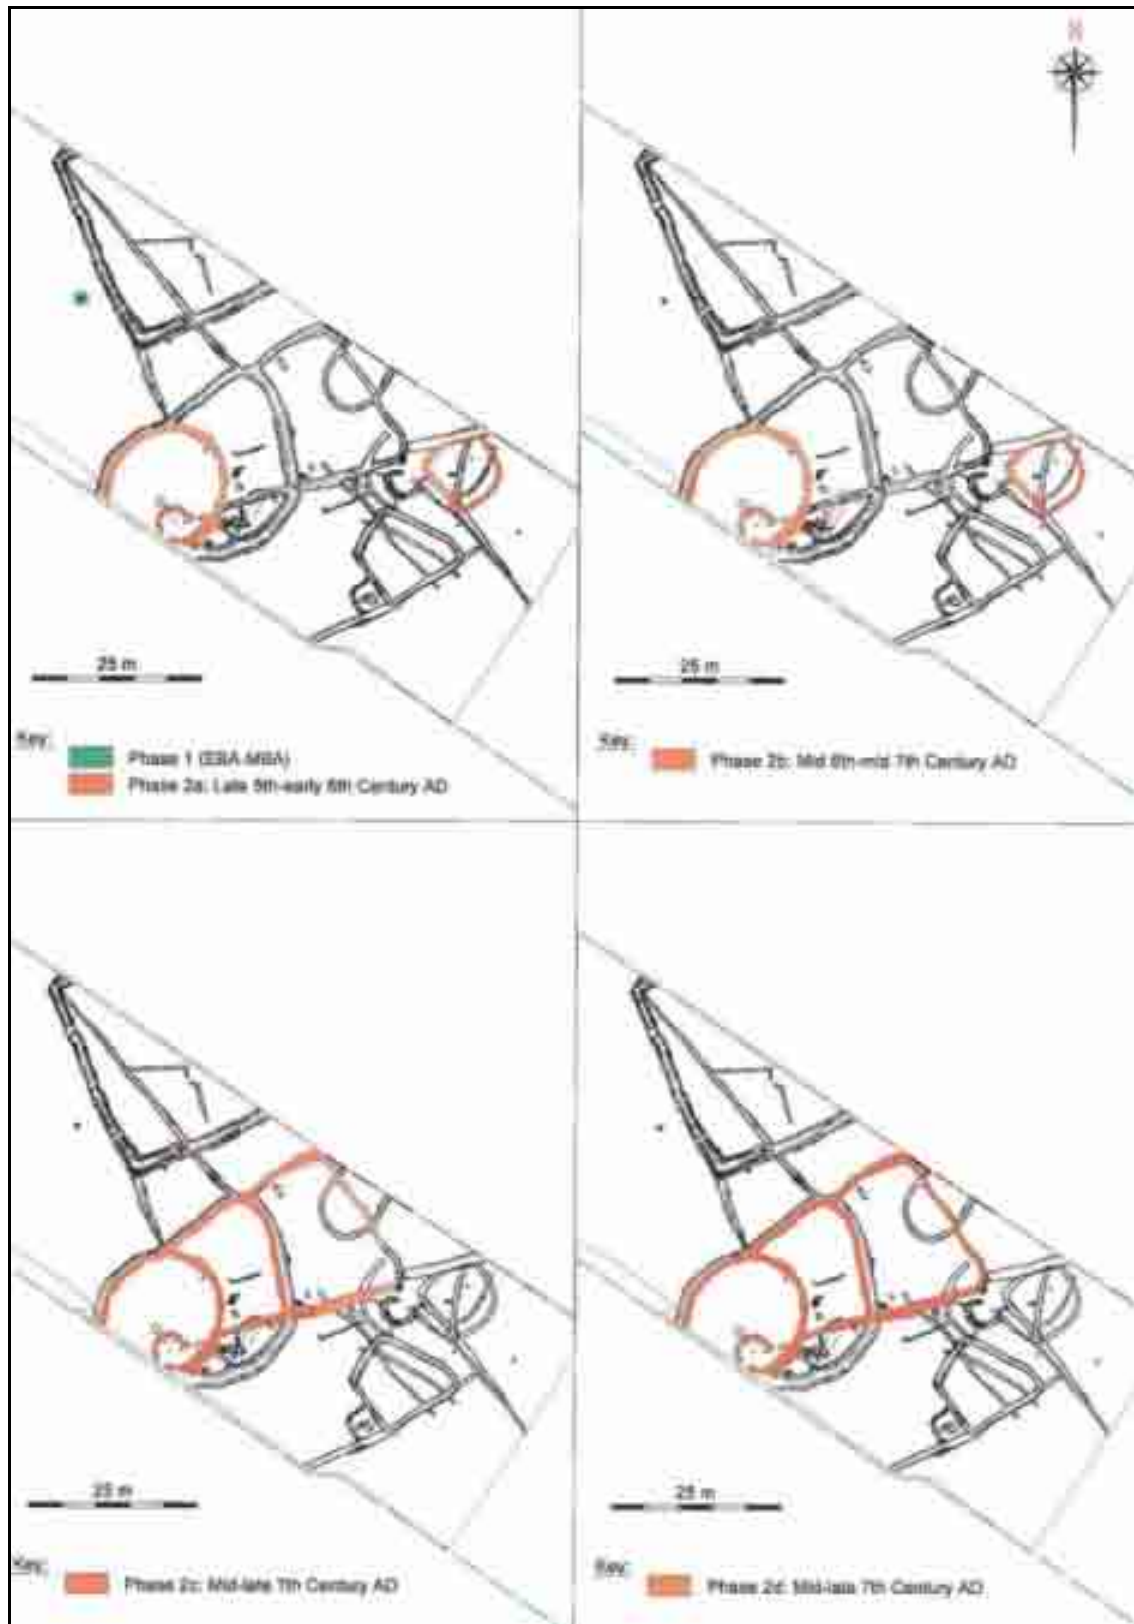 N
25 m
25 m
Key:
Phase 1 (EBA-MBA)
Phase 2a: Late 5th-early 6th Century AD
Key:
Phase 2b: Mid 6th-mid 7th Century AD
25 m
25 m
Key:
Phase 2c: Mid-late 7th Century AD
Key:
Phase 2d: Mid-late 7th Century AD